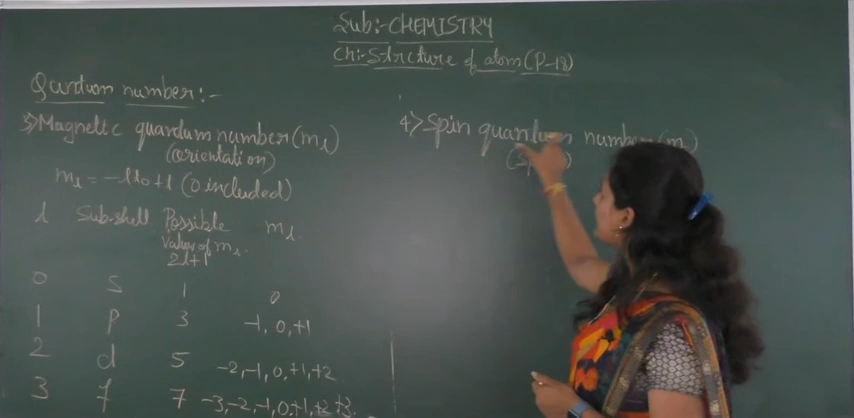 Sub:- CHEMISTRY
Ch:- Structure of atom (P-18)
Quantum number:-
3> Magnetic quantum number (ml)
(orientation)
ml = -l to +l (0 included)
l Sub-shell Possible ml
value of ml
2l+1
0 s 1 0
1 p 3 -1, 0, +1
2 d 5 -2, -1, 0, +1, +2
3 f 7 -3, -2, -1, 0, +1, +2 +3
4> Spin quantum number